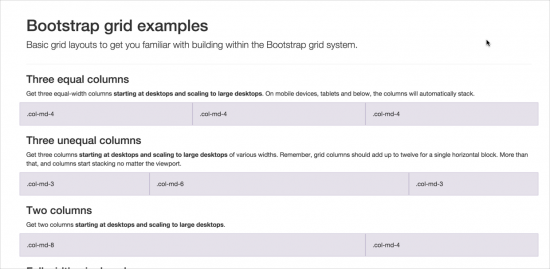 Bootstrap grid examples
Basic grid layouts to get you familiar with building within the Bootstrap grid system.
Three equal columns
Get three equal-width columns starting at desktops and scaling to large desktops. On mobile devices, tablets and below, the columns will automatically stack.
.col-md-4 .col-md-4 .col-md-4
Three unequal columns
Get three columns starting at desktops and scaling to large desktops of various widths. Remember, grid columns should add up to twelve for a single horizontal block. More than
that, and columns start stacking no matter the viewport.
.col-md-3 .col-md-6 .col-md-3
Two columns
Get two columns starting at desktops and scaling to large desktops.
.col-md-8 .col-md-4